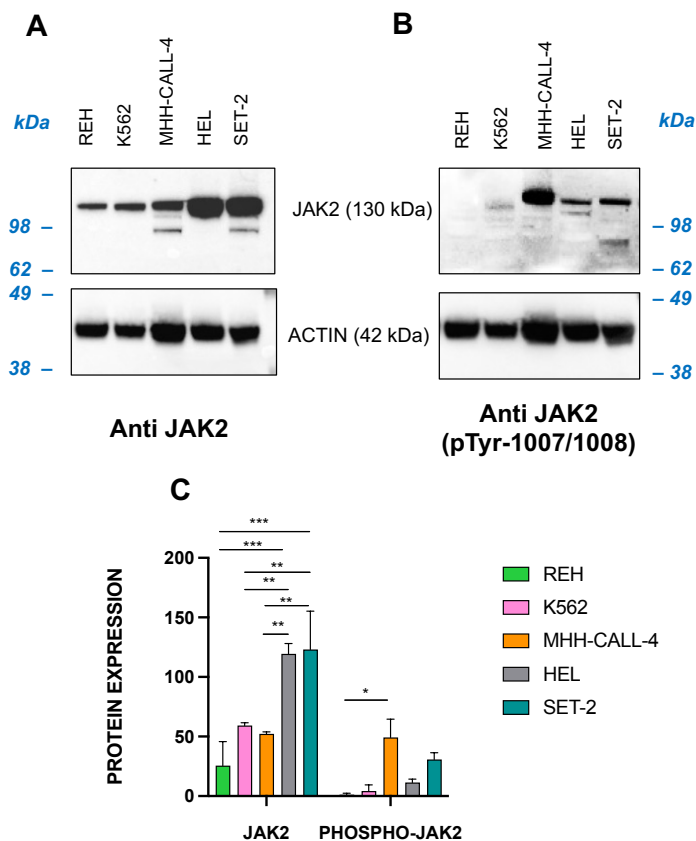 A
kDa
REH
K562
MHH-CALL-4
HEL
SET-2
98 –
62 –
49 –
38 –
JAK2 (130 kDa)
ACTIN (42 kDa)
Anti JAK2
B
REH
K562
MHH-CALL-4
HEL
SET-2
kDa
– 98
– 62
– 49
– 38
Anti JAK2
(pTyr-1007/1008)
C
***
***
**
**
**
**
*
PROTEIN EXPRESSION
200
150
100
50
0
JAK2
PHOSPHO-JAK2
REH
K562
MHH-CALL-4
HEL
SET-2